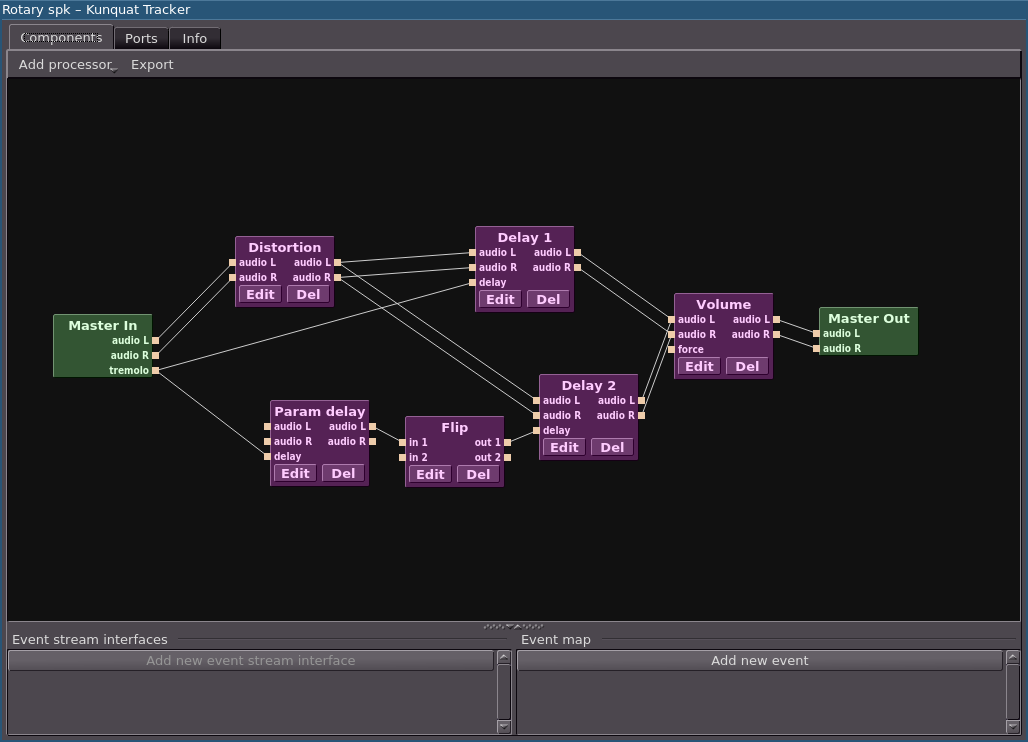 Rotary spk – Kunquat Tracker
Components Ports Info
Add processor Export
Delay 1
audio L audio L
audio R audio R
delay
Edit Del
Distortion
audio L audio L
audio R audio R
Edit Del
Volume
audio L audio L
audio R audio R
force
Edit Del
Master Out
audio L
audio R
Master In
audio L
audio R
tremolo
Delay 2
audio L audio L
audio R audio R
delay
Edit Del
Param delay
audio L audio L
audio R audio R
delay
Edit Del
Flip
in 1 out 1
in 2 out 2
Edit Del
Event stream interfaces
Add new event stream interface
Event map
Add new event